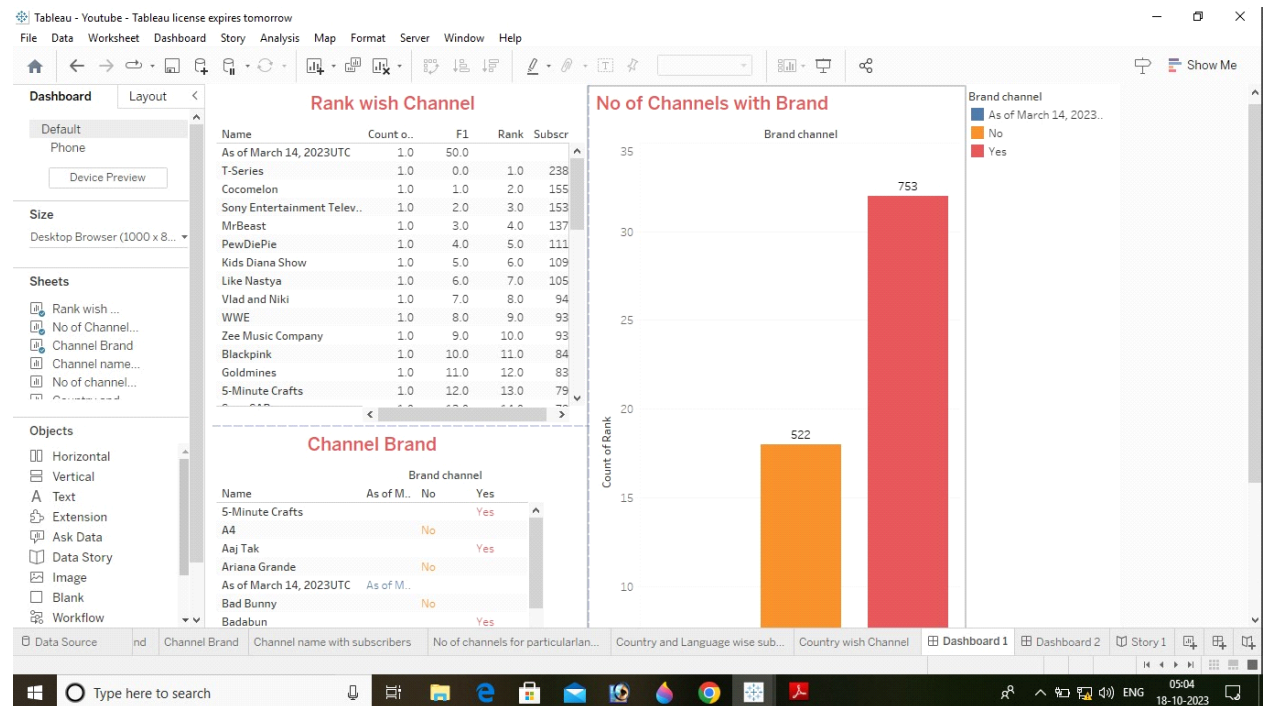 Tableau - Youtube - Tableau license expires tomorrow
File Data Worksheet Dashboard Story Analysis Map Format Server Window Help
Show Me
Dashboard Layout
Default
Phone
Device Preview
Size
Desktop Browser (1000 x 8...
Sheets
Rank wish ...
No of Channel...
Channel Brand
Channel name...
No of channel...
Objects
Horizontal
Vertical
A Text
Extension
Ask Data
Data Story
Image
Blank
Workflow
Rank wish Channel
Name Count o.. F1 Rank Subscr
As of March 14, 2023UTC 1.0 50.0
T-Series 1.0 0.0 1.0 238
Cocomelon 1.0 1.0 2.0 155
Sony Entertainment Telev.. 1.0 2.0 3.0 153
MrBeast 1.0 3.0 4.0 137
PewDiePie 1.0 4.0 5.0 111
Kids Diana Show 1.0 5.0 6.0 109
Like Nastya 1.0 6.0 7.0 105
Vlad and Niki 1.0 7.0 8.0 94
WWE 1.0 8.0 9.0 93
Zee Music Company 1.0 9.0 10.0 93
Blackpink 1.0 10.0 11.0 84
Goldmines 1.0 11.0 12.0 83
5-Minute Crafts 1.0 12.0 13.0 79
Channel Brand
Brand channel
Name As of M.. No Yes
5-Minute Crafts Yes
A4 No
Aaj Tak Yes
Ariana Grande No
As of March 14, 2023UTC As of M..
Bad Bunny No
Badabun Yes
No of Channels with Brand
Brand channel
35
30
25
20
15
10
Count of Rank
753
522
Brand channel
As of March 14, 2023..
No
Yes
Data Source nd Channel Brand Channel name with subscribers No of channels for particularlan... Country and Language wise sub... Country wish Channel Dashboard 1 Dashboard 2 Story 1
Type here to search
ENG
05:04
18-10-2023